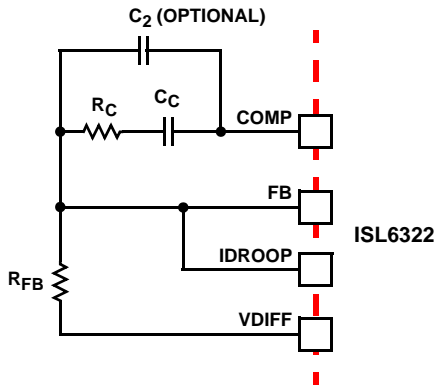 C2 (OPTIONAL)
RC
CC
COMP
FB
ISL6322
IDROOP
RFB
VDIFF